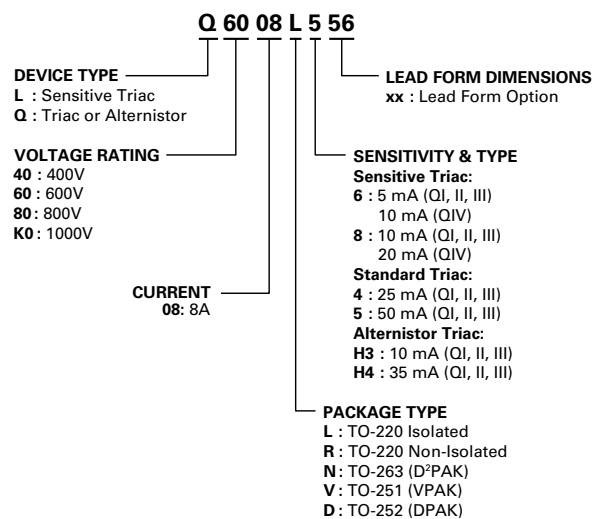 Q 60 08 L 5 56
DEVICE TYPE
L : Sensitive Triac
Q : Triac or Alternistor
VOLTAGE RATING
40 : 400V
60 : 600V
80 : 800V
K0 : 1000V
CURRENT
08: 8A
LEAD FORM DIMENSIONS
xx : Lead Form Option
SENSITIVITY & TYPE
Sensitive Triac:
6 : 5 mA (QI, II, III)
10 mA (QIV)
8 : 10 mA (QI, II, III)
20 mA (QIV)
Standard Triac:
4 : 25 mA (QI, II, III)
5 : 50 mA (QI, II, III)
Alternistor Triac:
H3 : 10 mA (QI, II, III)
H4 : 35 mA (QI, II, III)
PACKAGE TYPE
L : TO-220 Isolated
R : TO-220 Non-Isolated
N : TO-263 (D²PAK)
V : TO-251 (VPAK)
D : TO-252 (DPAK)